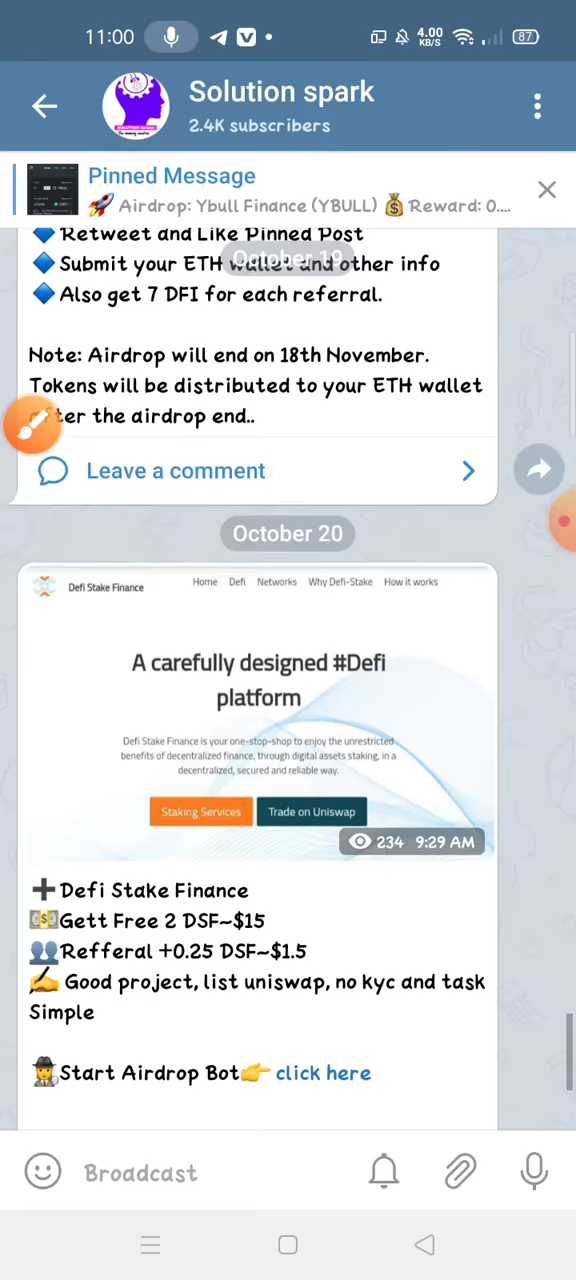 11:00
4.00 KB/S
87
Solution spark
2.4K subscribers
Pinned Message
🚀 Airdrop: Ybull Finance (YBULL) 💰 Reward: 0....
🔷Retweet and Like Pinned Post
October 19
🔷Submit your ETH wallet and other info
🔷Also get 7 DFI for each referral.
Note: Airdrop will end on 18th November.
Tokens will be distributed to your ETH wallet
after the airdrop end..
Leave a comment
October 20
Defi Stake Finance
Home Defi Networks Why Defi-Stake How it works
A carefully designed #Defi
platform
Defi Stake Finance is your one-stop-shop to enjoy the unrestricted
benefits of decentralized finance, through digital assets staking, in a
decentralized, secured and reliable way.
Staking Services Trade on Uniswap
234 9:29 AM
➕Defi Stake Finance
💵Gett Free 2 DSF~$15
👥Refferal +0.25 DSF~$1.5
✍️ Good project, list uniswap, no kyc and task
Simple
🕵️Start Airdrop Bot👉 click here
Broadcast